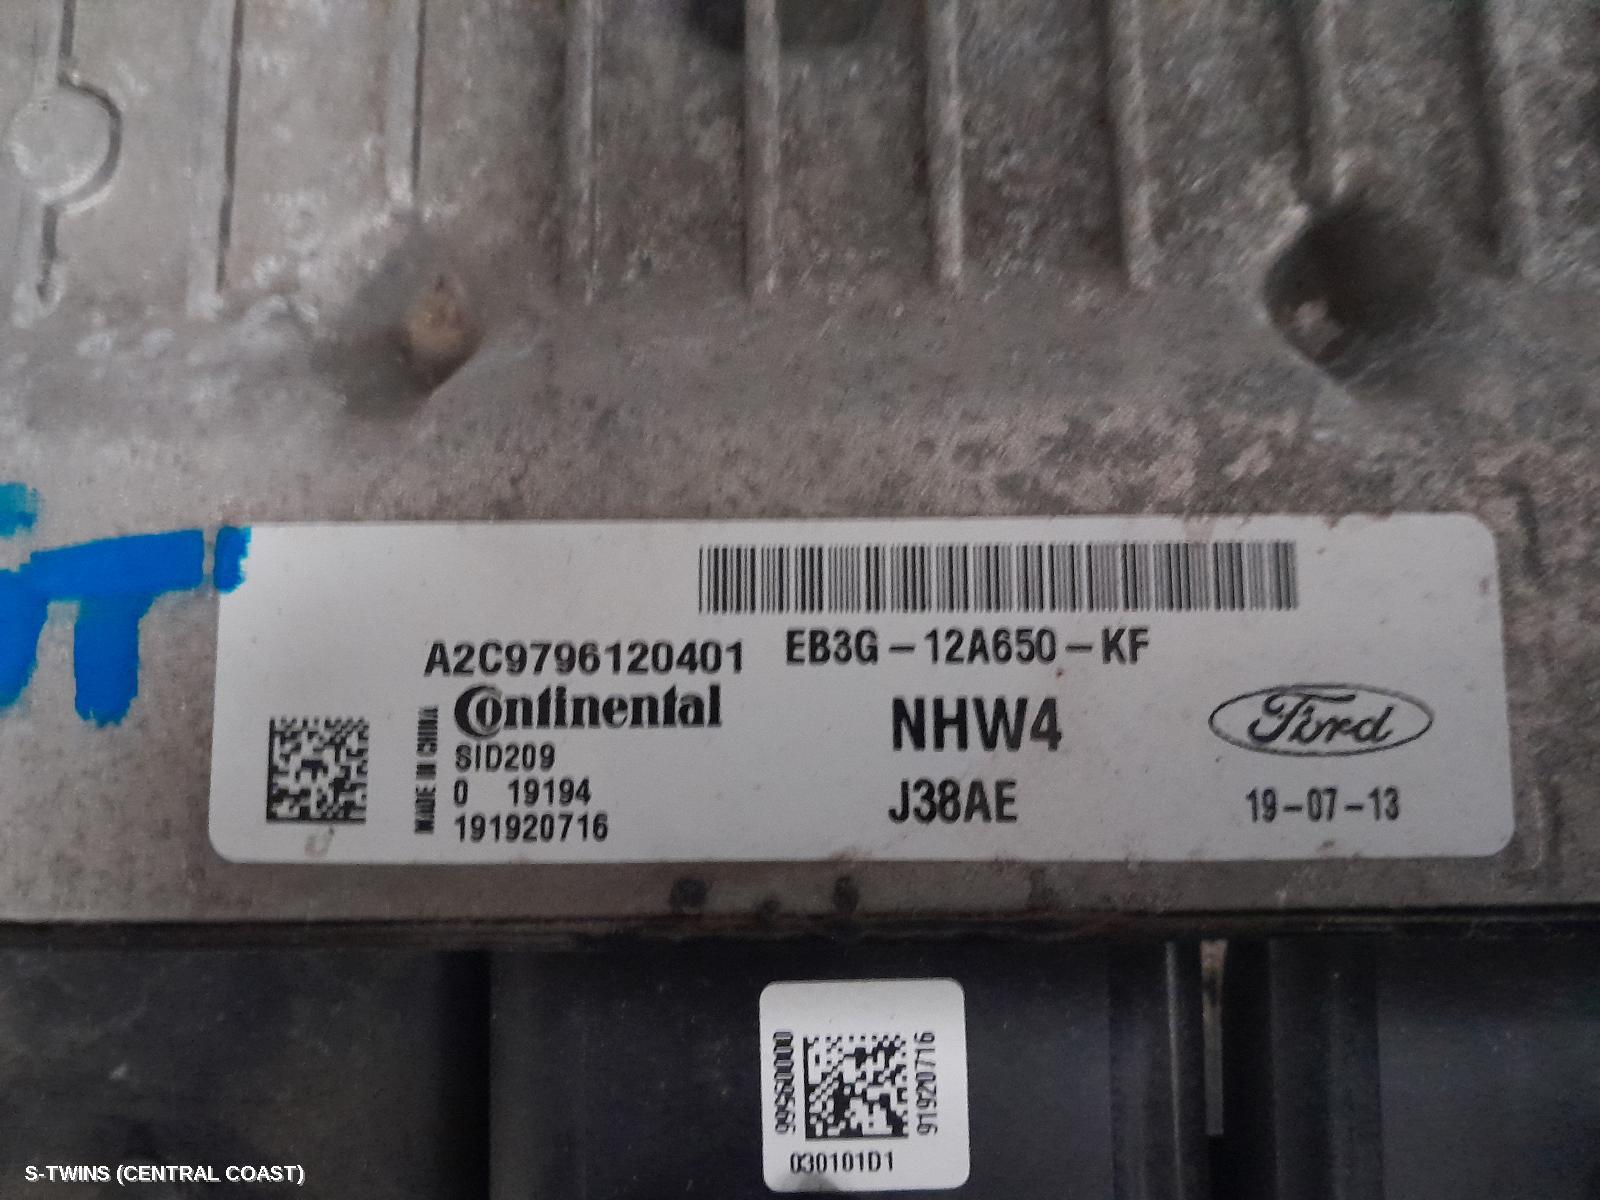 A2C9796120401
EB3G-12A650-KF
Continental
MADE IN CHINA
SID209
0 19194
191920716
NHW4
J38AE
Ford
19-07-13
91920716
030101D1
S-TWINS (CENTRAL COAST)